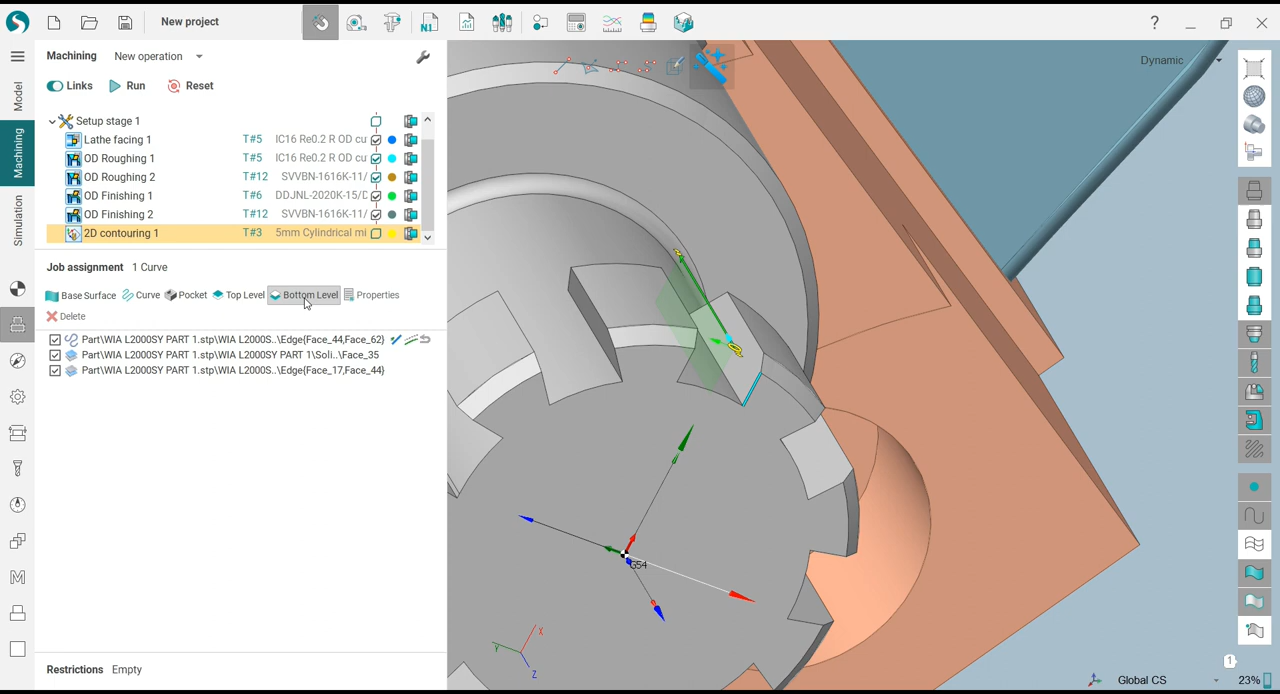 New project
?
Machining New operation
Links Run Reset
Model
Machining
Simulation
Setup stage 1
Lathe facing 1 T#5 IC16 Re0.2 R OD cu
OD Roughing 1 T#5 IC16 Re0.2 R OD cu
OD Roughing 2 T#12 SVVBN-1616K-11/
OD Finishing 1 T#6 DDJNL-2020K-15/D
OD Finishing 2 T#12 SVVBN-1616K-11/
2D contouring 1 T#3 5mm Cylindrical mi
Job assignment 1 Curve
Base Surface Curve Pocket Top Level Bottom Level Properties
Delete
Part\WIA L2000SY PART 1.stp\WIA L2000S..\Edge{Face_44,Face_62}
Part\WIA L2000SY PART 1.stp\WIA L2000SY PART 1\Soli..\Face_35
Part\WIA L2000SY PART 1.stp\WIA L2000S..\Edge{Face_17,Face_44}
Restrictions Empty
Dynamic
G54
X
Y
Z
1
Global CS 23%